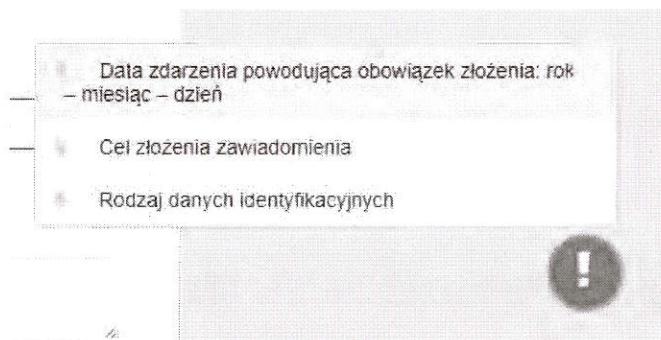 Data zdarzenia powodująca obowiązek złożenia: rok
– miesiąc – dzień
Cel złożenia zawiadomienia
Rodzaj danych identyfikacyjnych
!